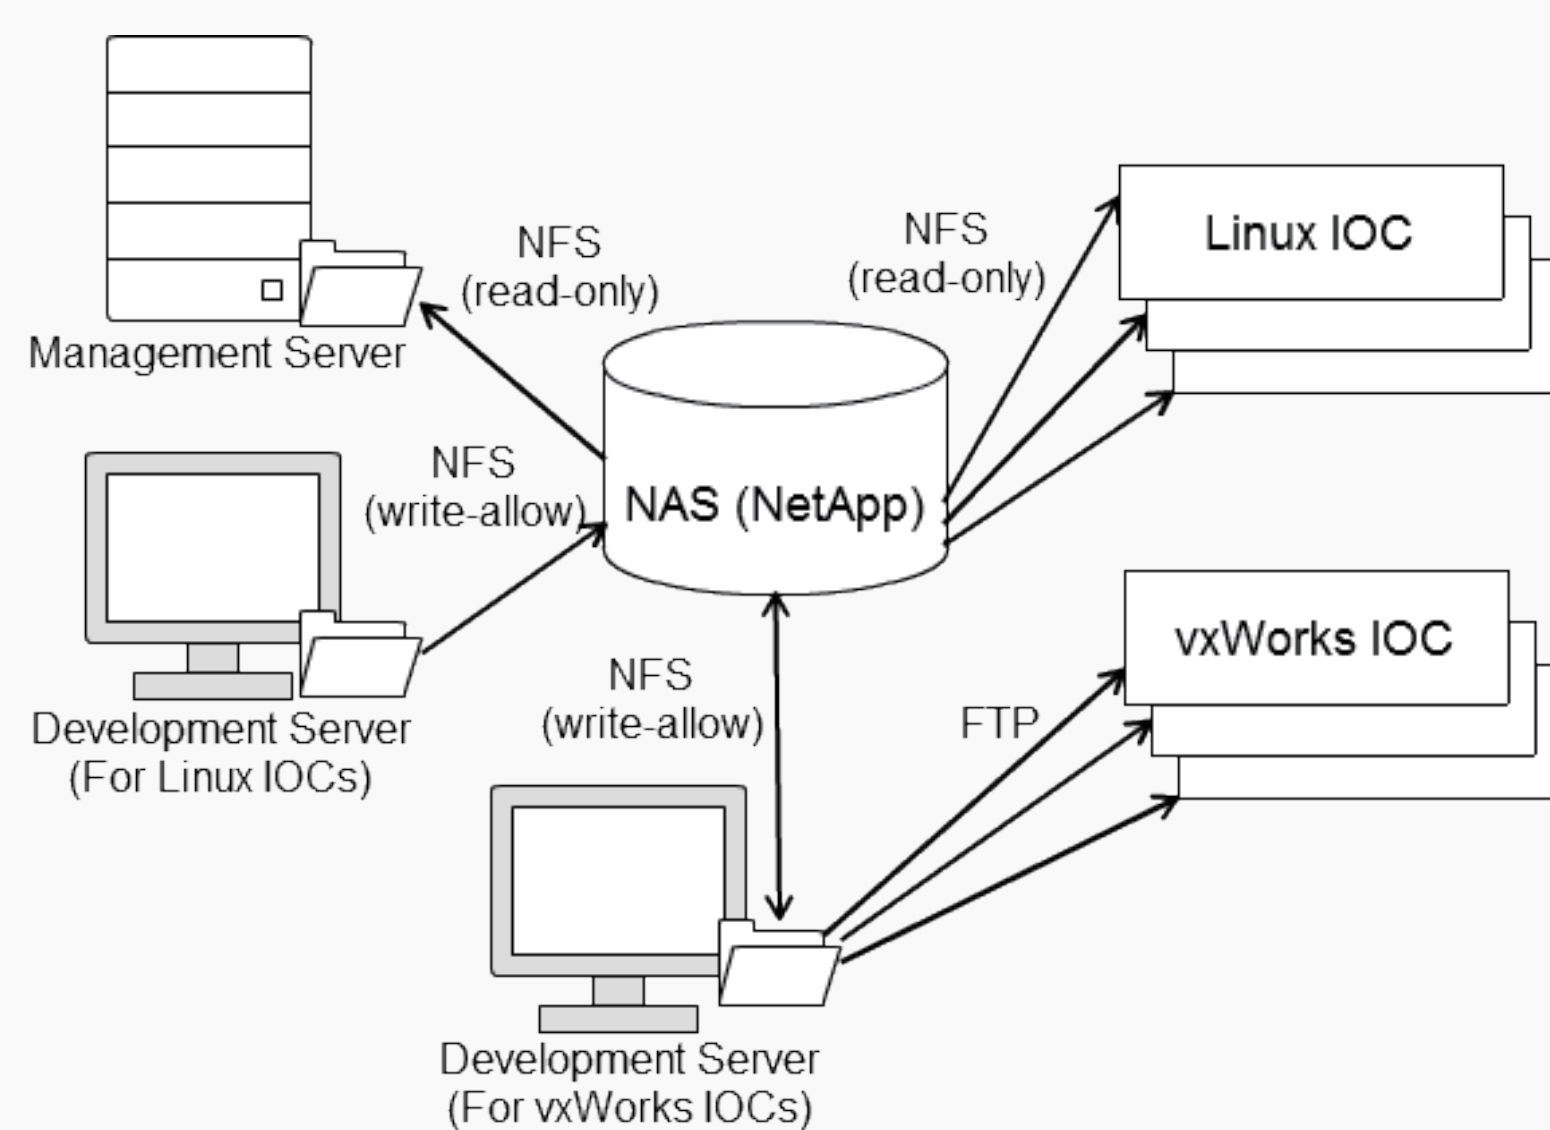 NFS
(read-only)
Management Server
NFS
(read-only)
Linux IOC
NFS
(write-allow)
NAS (NetApp)
Development Server
(For Linux IOCs)
NFS
(write-allow)
FTP
vxWorks IOC
Development Server
(For vxWorks IOCs)